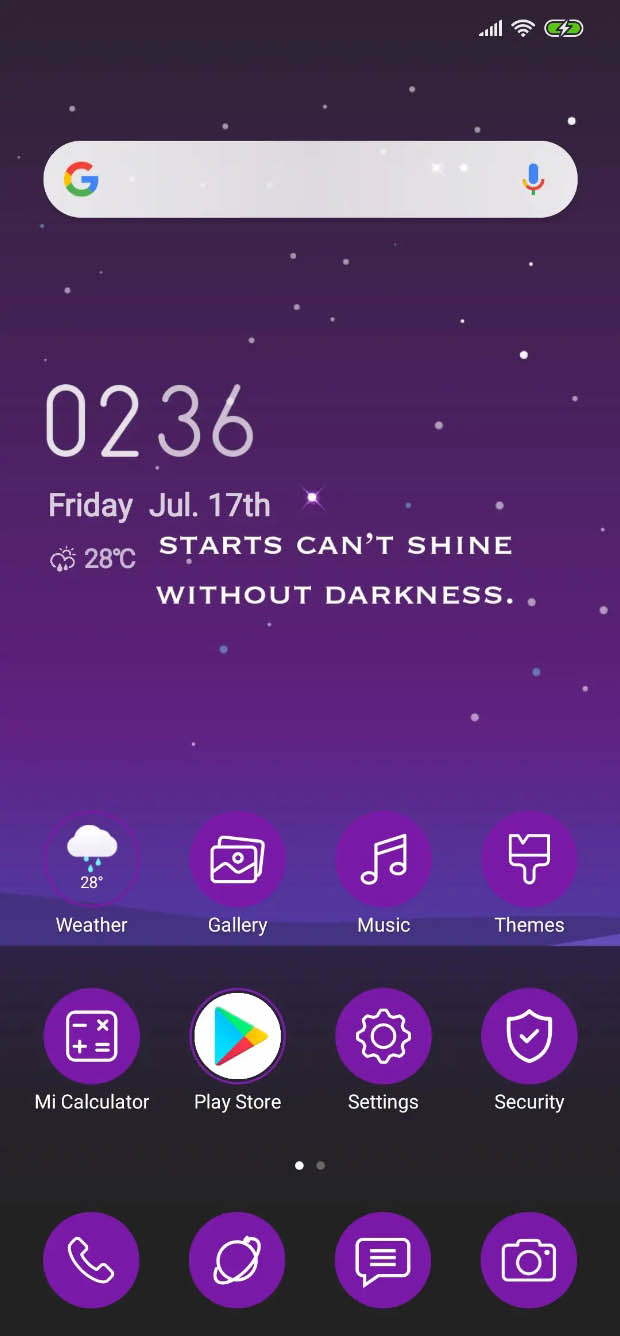 0236
Friday Jul. 17th
28℃
STARTS CAN'T SHINE
WITHOUT DARKNESS.
28°
Weather Gallery Music Themes
Mi Calculator Play Store Settings Security